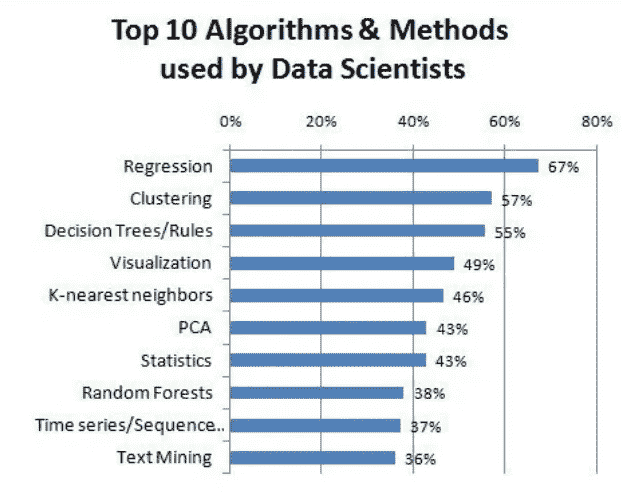 Top 10 Algorithms & Methods
used by Data Scientists
0% 20% 40% 60% 80%
Regression 67%
Clustering 57%
Decision Trees/Rules 55%
Visualization 49%
K-nearest neighbors 46%
PCA 43%
Statistics 43%
Random Forests 38%
Time series/Sequence... 37%
Text Mining 36%